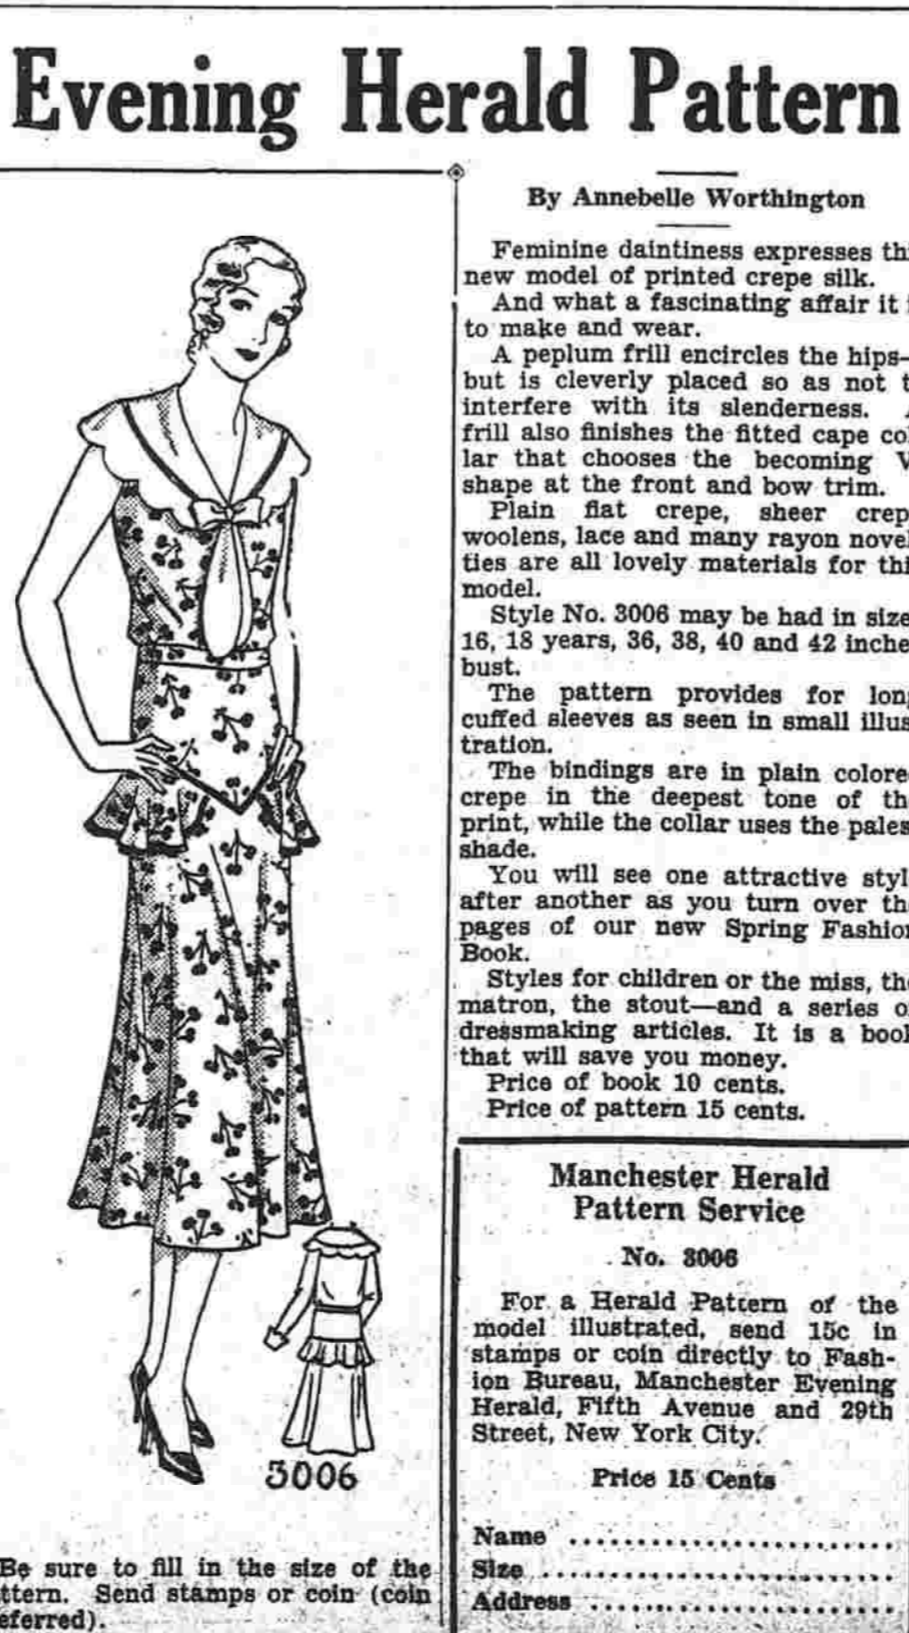 Evening Herald Pattern
By Annebelle Worthington
Feminine daintiness expresses thi
new model of printed crepe silk.
And what a fascinating affair it i
to make and wear.
A peplum frill encircles the hips—
but is cleverly placed so as not t
interfere with its slenderness. A
frill also finishes the fitted cape col
lar that chooses the becoming V
shape at the front and bow trim.
Plain flat crepe, sheer crep
woolens, lace and many rayon novel
ties are all lovely materials for thi
model.
Style No. 3006 may be had in size
16, 18 years, 36, 38, 40 and 42 inche
bust.
The pattern provides for long
cuffed sleeves as seen in small illus
tration.
The bindings are in plain colore
crepe in the deepest tone of th
print, while the collar uses the pales
shade.
You will see one attractive styl
after another as you turn over th
pages of our new Spring Fashion
Book.
Styles for children or the miss, the
matron, the stout—and a series o
dressmaking articles. It is a book
that will save you money.
Price of book 10 cents.
Price of pattern 15 cents.
Manchester Herald
Pattern Service
No. 3006
For a Herald Pattern of the
model illustrated, send 15c in
stamps or coin directly to Fash-
ion Bureau, Manchester Evening
Herald, Fifth Avenue and 29th
Street, New York City.
Price 15 Cents
Name ..............................
Size ..............................
Address ..............................
3006
Be sure to fill in the size of the
ttern. Send stamps or coin (coin
eferred).